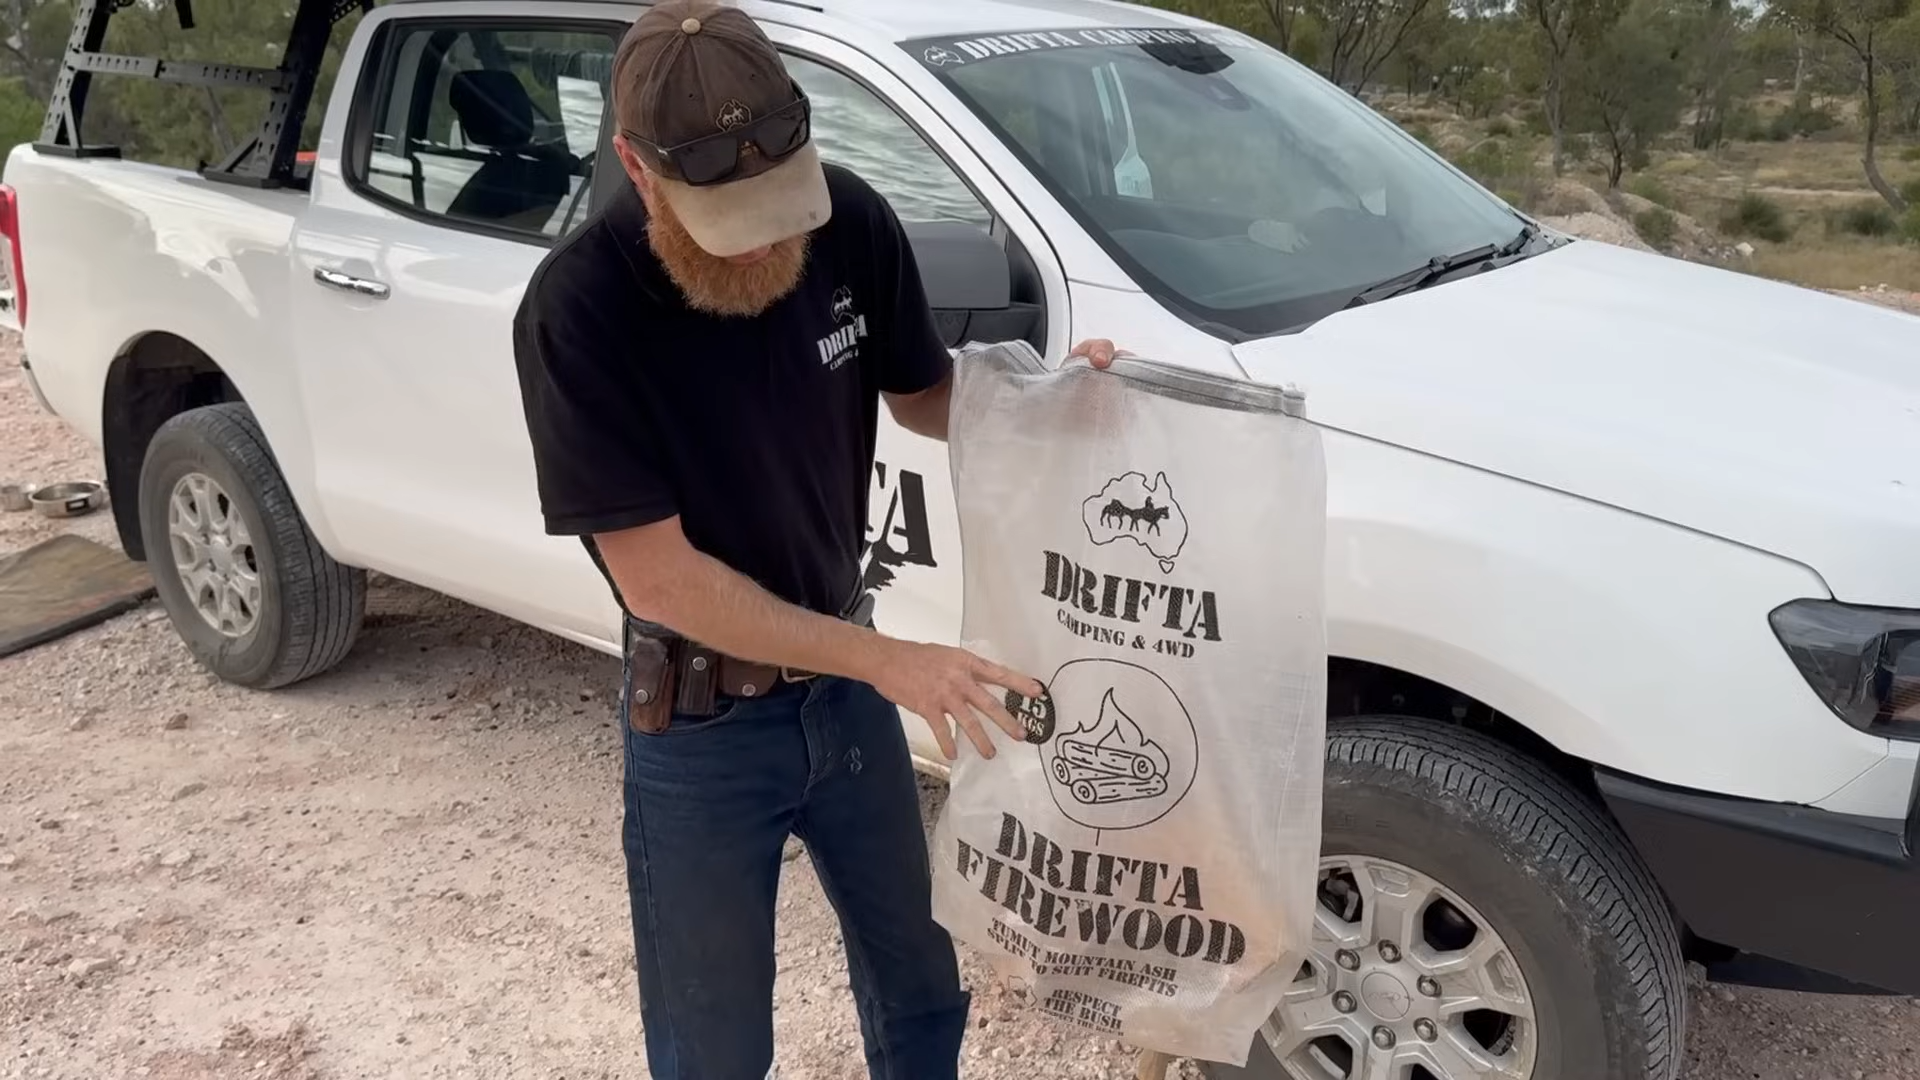 DRIFTA CAMPING
DRIFTA
CAMPING &
TA
DRIFTA
CAMPING & 4WD
15
KGS
DRIFTA
FIREWOOD
TUMUT MOUNTAIN ASH
SPLIT TO SUIT FIREPITS
RESPECT
THE BUSH